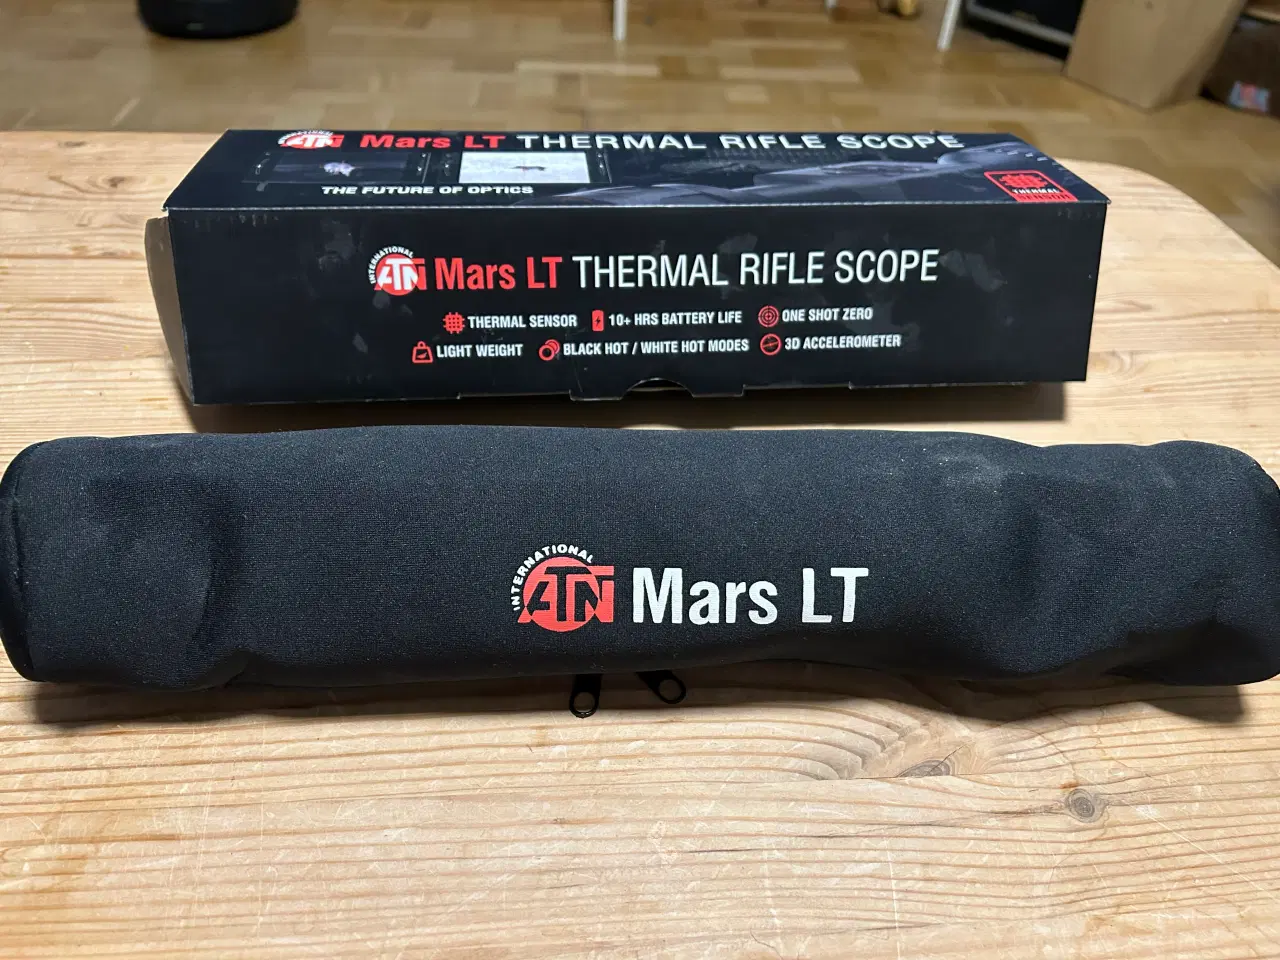 INTERNATIONAL ATN Mars LT THERMAL RIFLE SCOPE
THE FUTURE OF OPTICS
THERMAL
INTERNATIONAL ATN Mars LT THERMAL RIFLE SCOPE
THERMAL SENSOR 10+ HRS BATTERY LIFE ONE SHOT ZERO
LIGHT WEIGHT BLACK HOT / WHITE HOT MODES 3D ACCELEROMETER
INTERNATIONAL ATN Mars LT